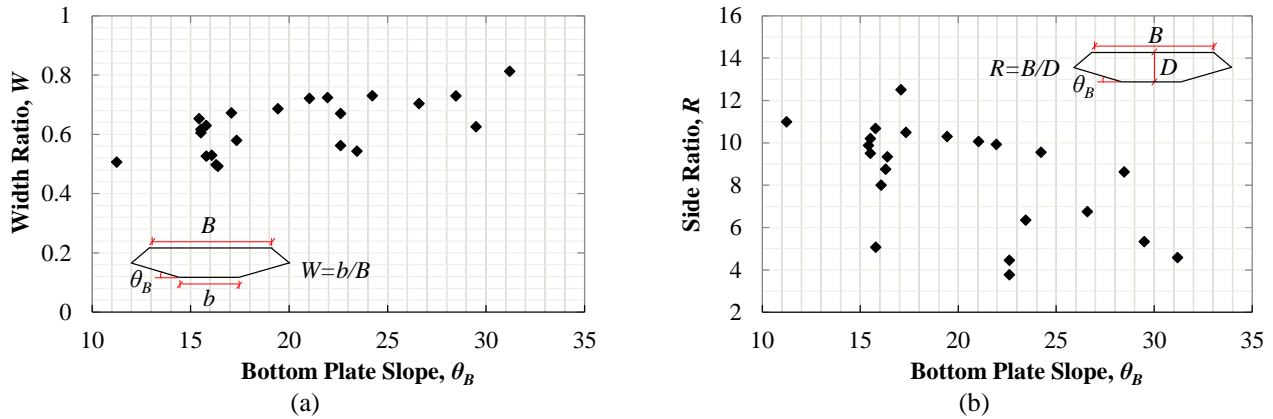 Width Ratio, W
1
0.8
0.6
0.4
0.2
0
B
θB
b
W=b/B
10 15 20 25 30 35
Bottom Plate Slope, θB
(a)
Side Ratio, R
16
14
12
10
8
6
4
2
B
R=B/D
D
θB
10 15 20 25 30 35
Bottom Plate Slope, θB
(b)